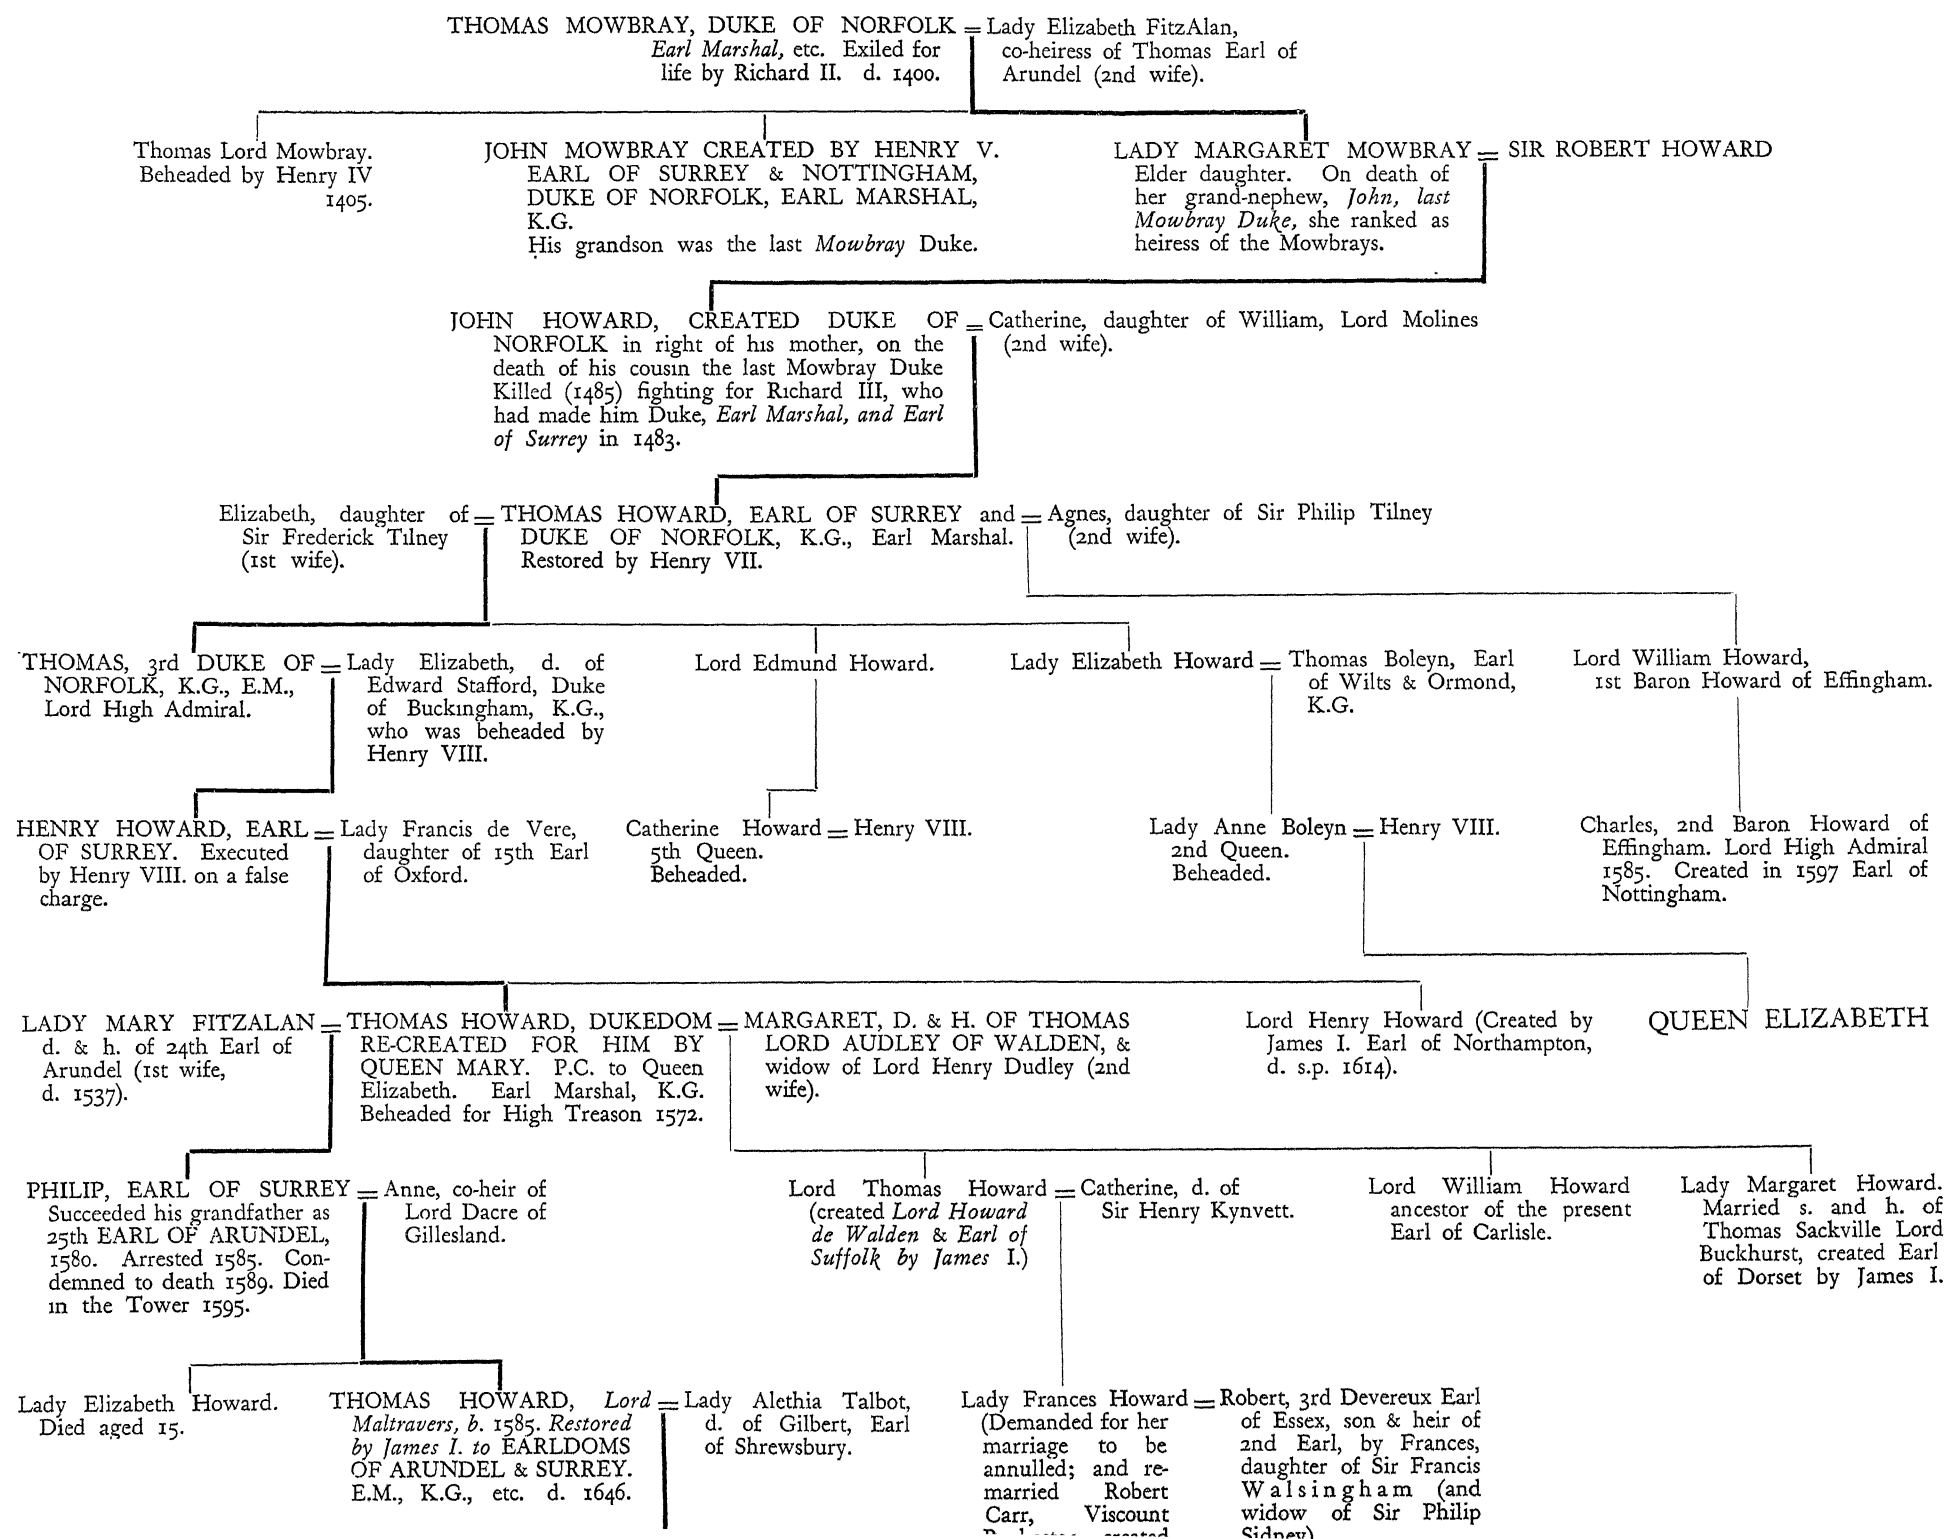 THOMAS MOWBRAY, DUKE OF NORFOLK = Lady Elizabeth FitzAlan,
Earl Marshal, etc. Exiled for
life by Richard II. d. 1400.
co-heiress of Thomas Earl of
Arundel (2nd wife).
Thomas Lord Mowbray.
Beheaded by Henry IV
1405.
JOHN MOWBRAY CREATED BY HENRY V.
EARL OF SURREY & NOTTINGHAM,
DUKE OF NORFOLK, EARL MARSHAL,
K.G.
His grandson was the last Mowbray Duke.
LADY MARGARET MOWBRAY = SIR ROBERT HOWARD
Elder daughter. On death of
her grand-nephew, John, last
Mowbray Duke, she ranked as
heiress of the Mowbrays.
JOHN HOWARD, CREATED DUKE OF
NORFOLK in right of his mother, on the
death of his cousin the last Mowbray Duke
Killed (1485) fighting for Richard III, who
had made him Duke, Earl Marshal, and Earl
of Surrey in 1483.
= Catherine, daughter of William, Lord Molines
(2nd wife).
Elizabeth, daughter of
Sir Frederick Tilney
(1st wife).
= THOMAS HOWARD, EARL OF SURREY and
DUKE OF NORFOLK, K.G., Earl Marshal.
Restored by Henry VII.
= Agnes, daughter of Sir Philip Tilney
(2nd wife).
THOMAS, 3rd DUKE OF
NORFOLK, K.G., E.M.,
Lord High Admiral.
= Lady Elizabeth, d. of
Edward Stafford, Duke
of Buckingham, K.G.,
who was beheaded by
Henry VIII.
Lord Edmund Howard.
Lady Elizabeth Howard = Thomas Boleyn, Earl
of Wilts & Ormond,
K.G.
Lord William Howard,
1st Baron Howard of Effingham.
HENRY HOWARD, EARL
OF SURREY. Executed
by Henry VIII. on a false
charge.
= Lady Francis de Vere,
daughter of 15th Earl
of Oxford.
Catherine Howard = Henry VIII.
5th Queen.
Beheaded.
Lady Anne Boleyn = Henry VIII.
2nd Queen.
Beheaded.
Charles, 2nd Baron Howard of
Effingham. Lord High Admiral
1585. Created in 1597 Earl of
Nottingham.
LADY MARY FITZALAN
d. & h. of 24th Earl of
Arundel (1st wife,
d. 1537).
= THOMAS HOWARD, DUKEDOM
RE-CREATED FOR HIM BY
QUEEN MARY. P.C. to Queen
Elizabeth. Earl Marshal, K.G.
Beheaded for High Treason 1572.
= MARGARET, D. & H. OF THOMAS
LORD AUDLEY OF WALDEN, &
widow of Lord Henry Dudley (2nd
wife).
Lord Henry Howard (Created by
James I. Earl of Northampton,
d. s.p. 1614).
QUEEN ELIZABETH
PHILIP, EARL OF SURREY
Succeeded his grandfather as
25th EARL OF ARUNDEL,
1580. Arrested 1585. Con-
demned to death 1589. Died
in the Tower 1595.
= Anne, co-heir of
Lord Dacre of
Gillesland.
Lord Thomas Howard
(created Lord Howard
de Walden & Earl of
Suffolk by James I.)
= Catherine, d. of
Sir Henry Kynvett.
Lord William Howard
ancestor of the present
Earl of Carlisle.
Lady Margaret Howard.
Married s. and h. of
Thomas Sackville Lord
Buckhurst, created Earl
of Dorset by James I.
Lady Elizabeth Howard.
Died aged 15.
THOMAS HOWARD, Lord
Maltravers, b. 1585. Restored
by James I. to EARLDOMS
OF ARUNDEL & SURREY.
E.M., K.G., etc. d. 1646.
= Lady Alethia Talbot,
d. of Gilbert, Earl
of Shrewsbury.
Lady Frances Howard
(Demanded for her
marriage to be
annulled; and re-
married Robert
Carr, Viscount
= Robert, 3rd Devereux Earl
of Essex, son & heir of
2nd Earl, by Frances,
daughter of Sir Francis
Walsingham (and
widow of Sir Philip
Sidney)